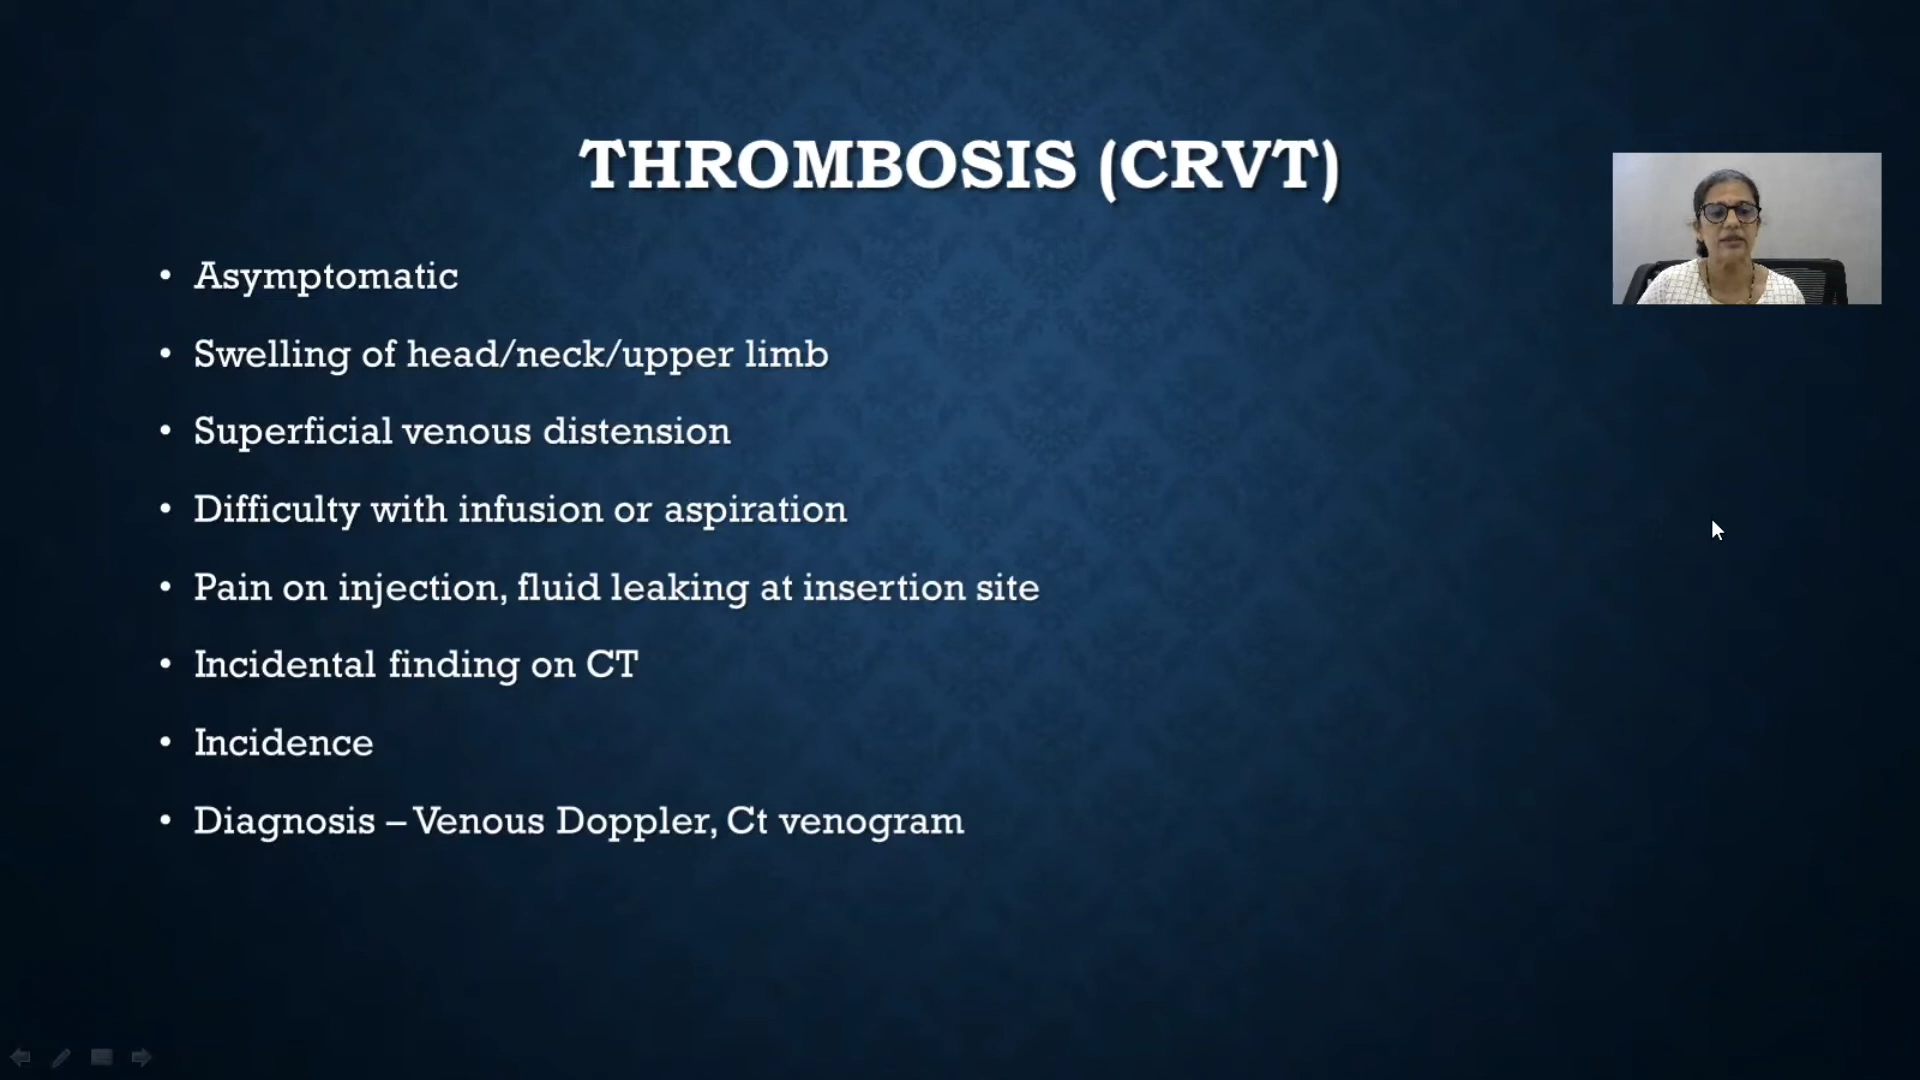 THROMBOSIS (CRVT)
• Asymptomatic
• Swelling of head/neck/upper limb
• Superficial venous distension
• Difficulty with infusion or aspiration
• Pain on injection, fluid leaking at insertion site
• Incidental finding on CT
• Incidence
• Diagnosis – Venous Doppler, Ct venogram